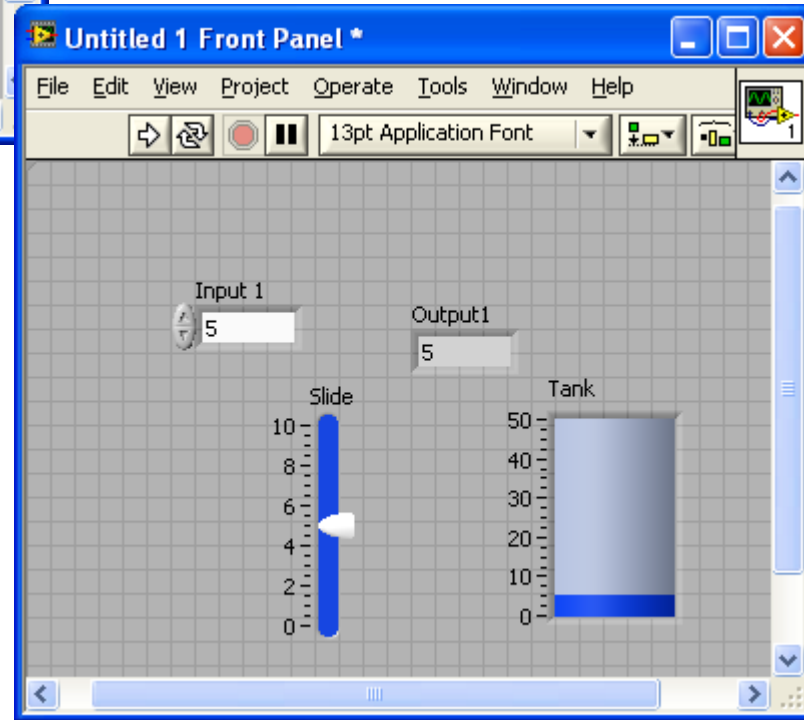 Untitled 1 Front Panel *
File Edit View Project Operate Tools Window Help
13pt Application Font
1
Input 1
5
Output1
5
Slide
10
8
6
4
2
0
Tank
50
40
30
20
10
0